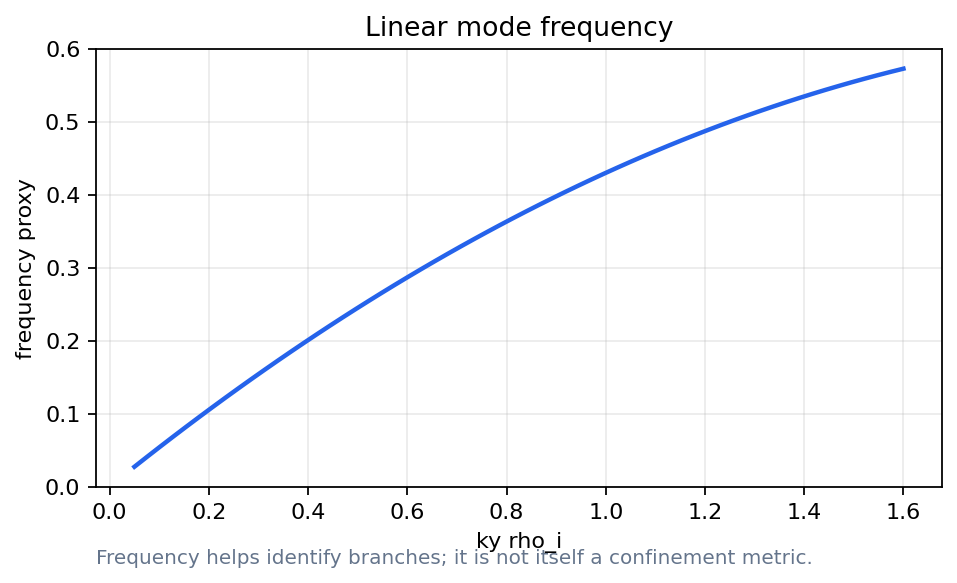 Linear mode frequency
frequency proxy
0.6
0.5
0.4
0.3
0.2
0.1
0.0
0.0 0.2 0.4 0.6 0.8 1.0 1.2 1.4 1.6
ky rho_i
Frequency helps identify branches; it is not itself a confinement metric.